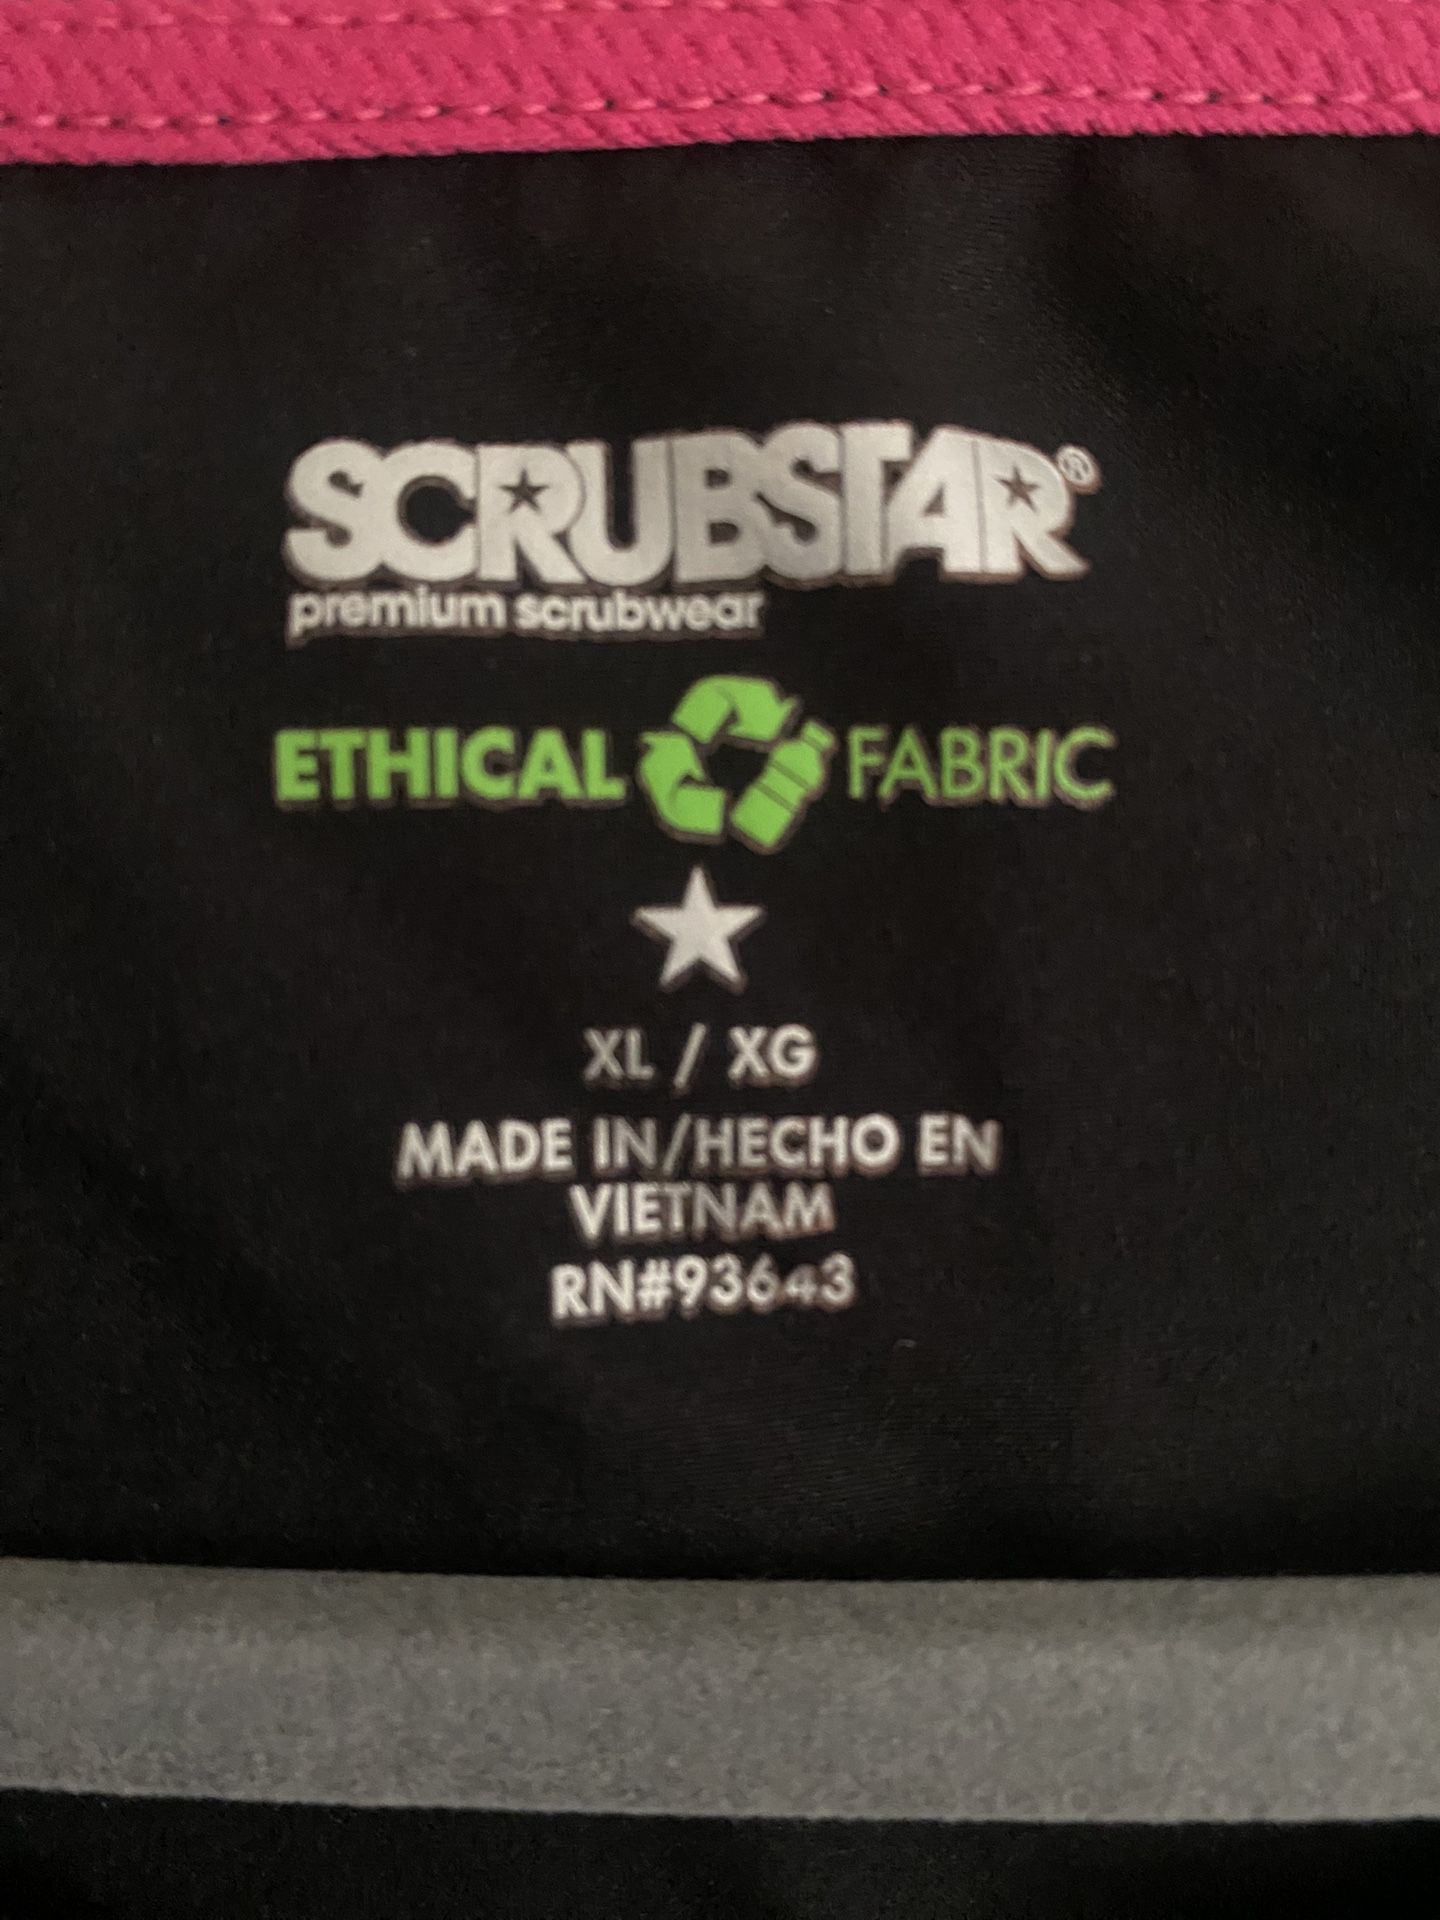 SCRUBSTAR®
premium scrubwear
ETHICAL FABRIC
XL / XG
MADE IN/HECHO EN
VIETNAM
RN#93643